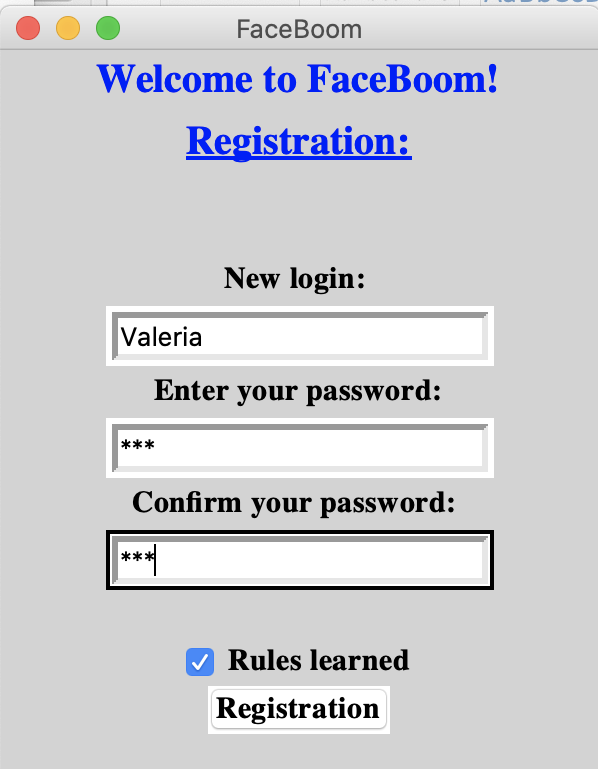 FaceBoom
Welcome to FaceBoom!
Registration:
New login:
Valeria
Enter your password:
***
Confirm your password:
***
Rules learned
Registration